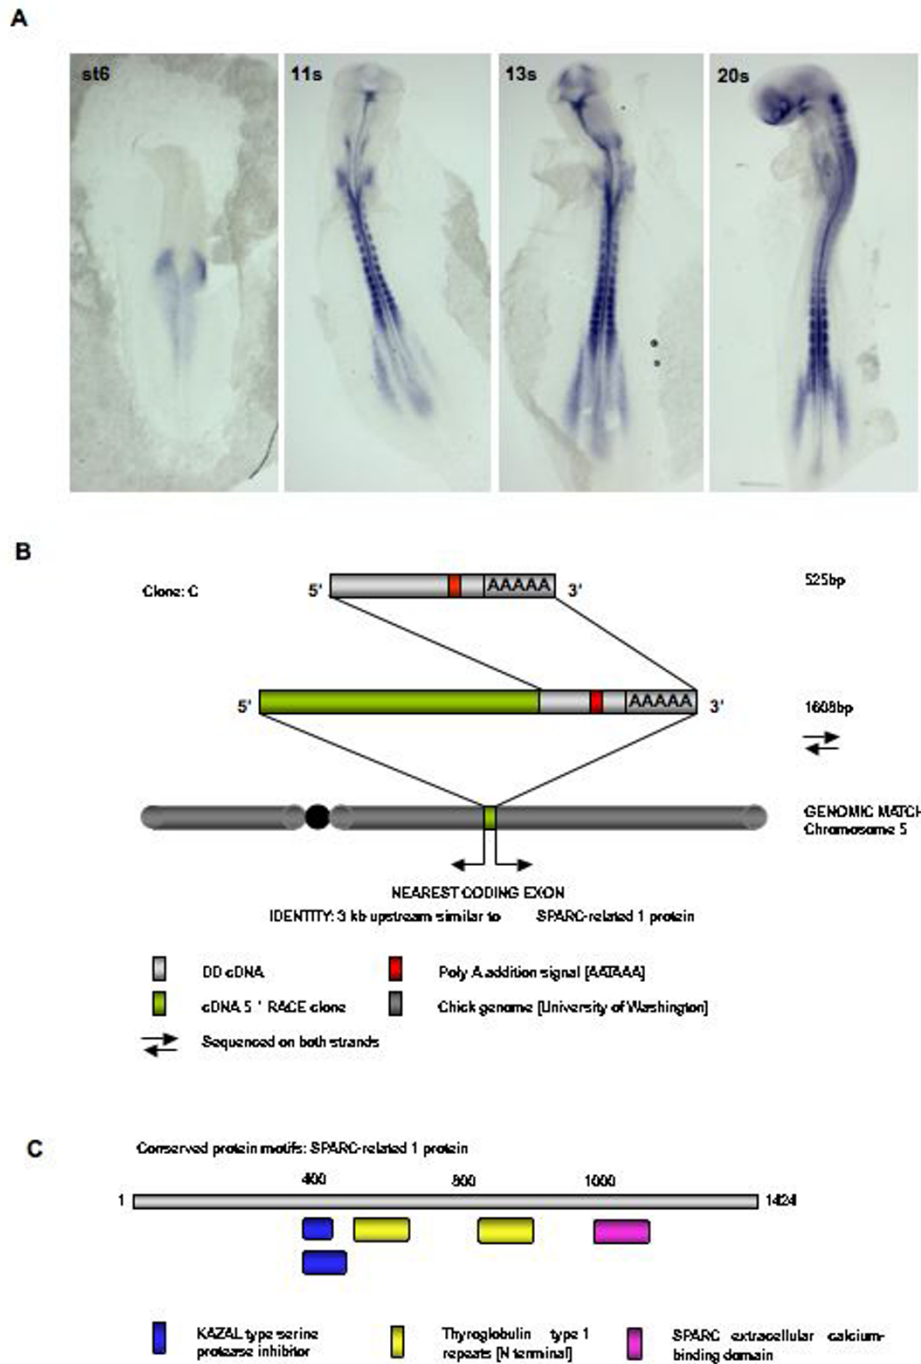 A
st6 11s 13s 20s
B
Clone: C 5' AAAAA 3' 525bp
5' AAAAA 3' 1608bp
GENOMIC MATCH
Chromosome 5
NEAREST CODING EXON
IDENTITY: 3 kb upstream similar to SPARC-related 1 protein
DD cDNA Poly A addition signal [AATAAA]
cDNA 5 ' RACE clone Chick genome [University of Washington]
Sequenced on both strands
C
Conserved protein motifs: SPARC-related 1 protein
400 800 1000
1 1424
KAZAL type serine Thyroglobulin type 1 SPARC extracellular calcium-
protease inhibitor repeats [N terminal] binding domain